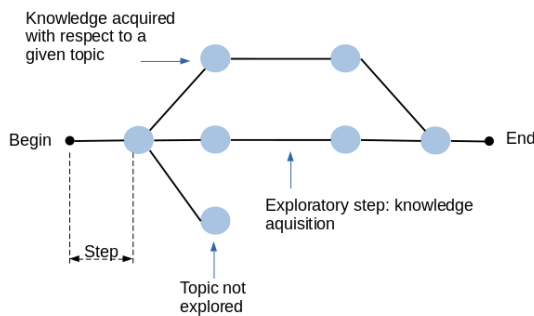 Knowledge acquired
with respect to a
given topic
Begin
End
Exploratory step: knowledge
aquisition
Step
Topic not
explored